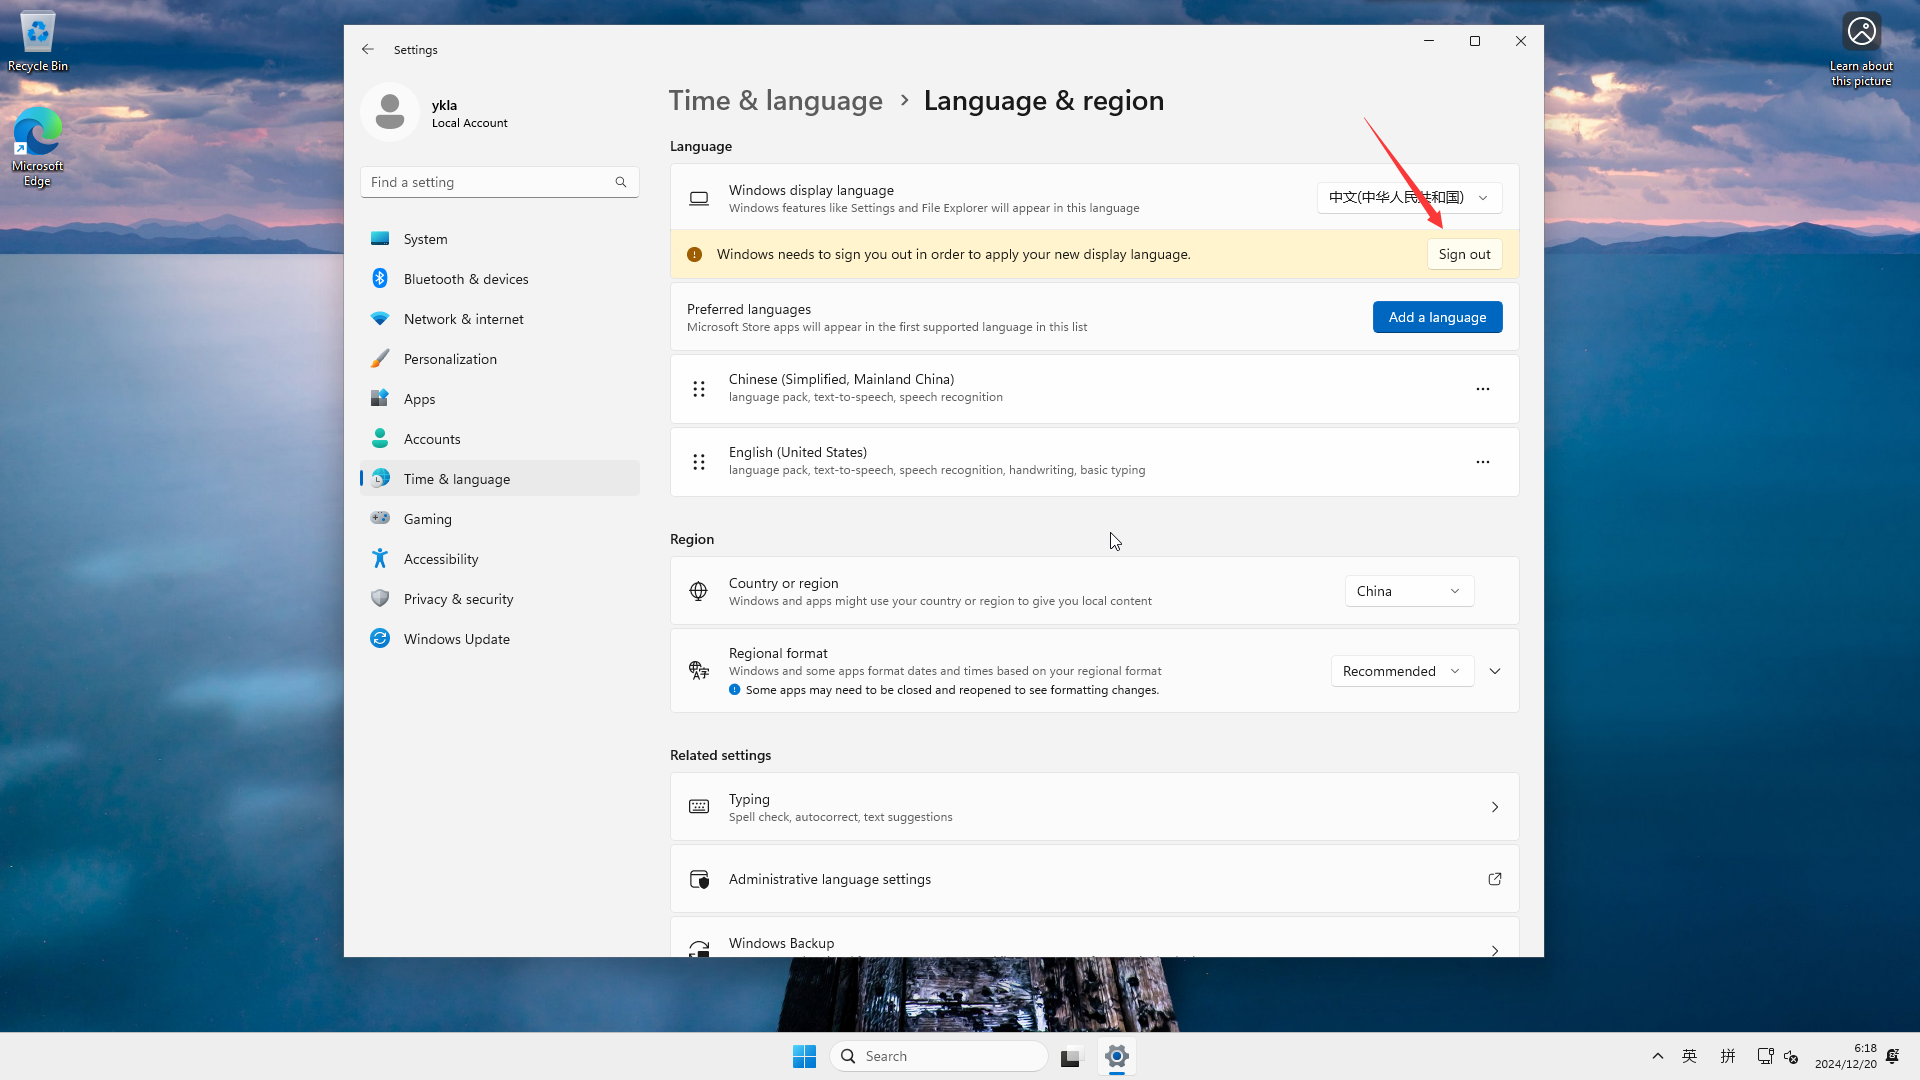 Recycle Bin
Microsoft
Edge
Learn about
this picture
Settings
ykla
Local Account
Find a setting
System
Bluetooth & devices
Network & internet
Personalization
Apps
Accounts
Time & language
Gaming
Accessibility
Privacy & security
Windows Update
Time & language > Language & region
Language
Windows display language
Windows features like Settings and File Explorer will appear in this language
中文(中华人民共和国)
Windows needs to sign you out in order to apply your new display language.
Sign out
Preferred languages
Microsoft Store apps will appear in the first supported language in this list
Add a language
Chinese (Simplified, Mainland China)
language pack, text-to-speech, speech recognition
English (United States)
language pack, text-to-speech, speech recognition, handwriting, basic typing
Region
Country or region
Windows and apps might use your country or region to give you local content
China
Regional format
Windows and some apps format dates and times based on your regional format
Some apps may need to be closed and reopened to see formatting changes.
Recommended
Related settings
Typing
Spell check, autocorrect, text suggestions
Administrative language settings
Windows Backup
Search
英
拼
6:18
2024/12/20